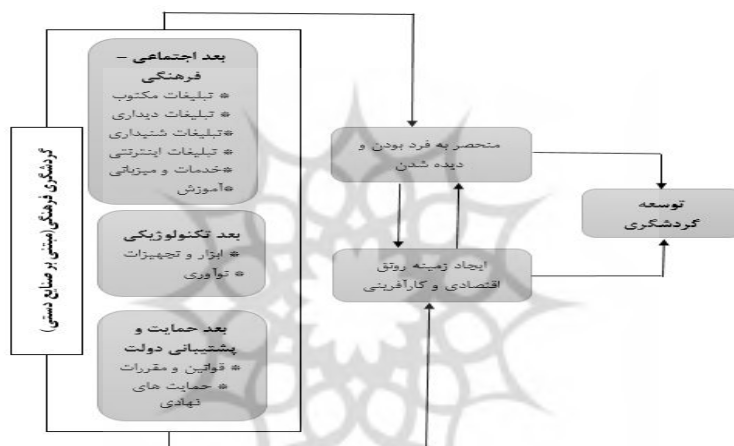 گردشگری فرهنگی(مبتنی بر صنایع دستی)
بعد اجتماعی –
فرهنگی
* تبلیغات مکتوب
* تبلیغات دیداری
*تبلیغات شنیداری
* تبلیغات اینترنتی
*خدمات و میزبانی
*آموزش
بعد تکنولوژیکی
* ابزار و تجهیزات
* نوآوری
بعد حمایت و
پشتیبانی دولت
* قوانین و مقررات
* حمایت های
نهادی
منحصر به فرد بودن و
دیده شدن
ایجاد زمینه رونق
اقتصادی و کارآفرینی
توسعه
گردشگری